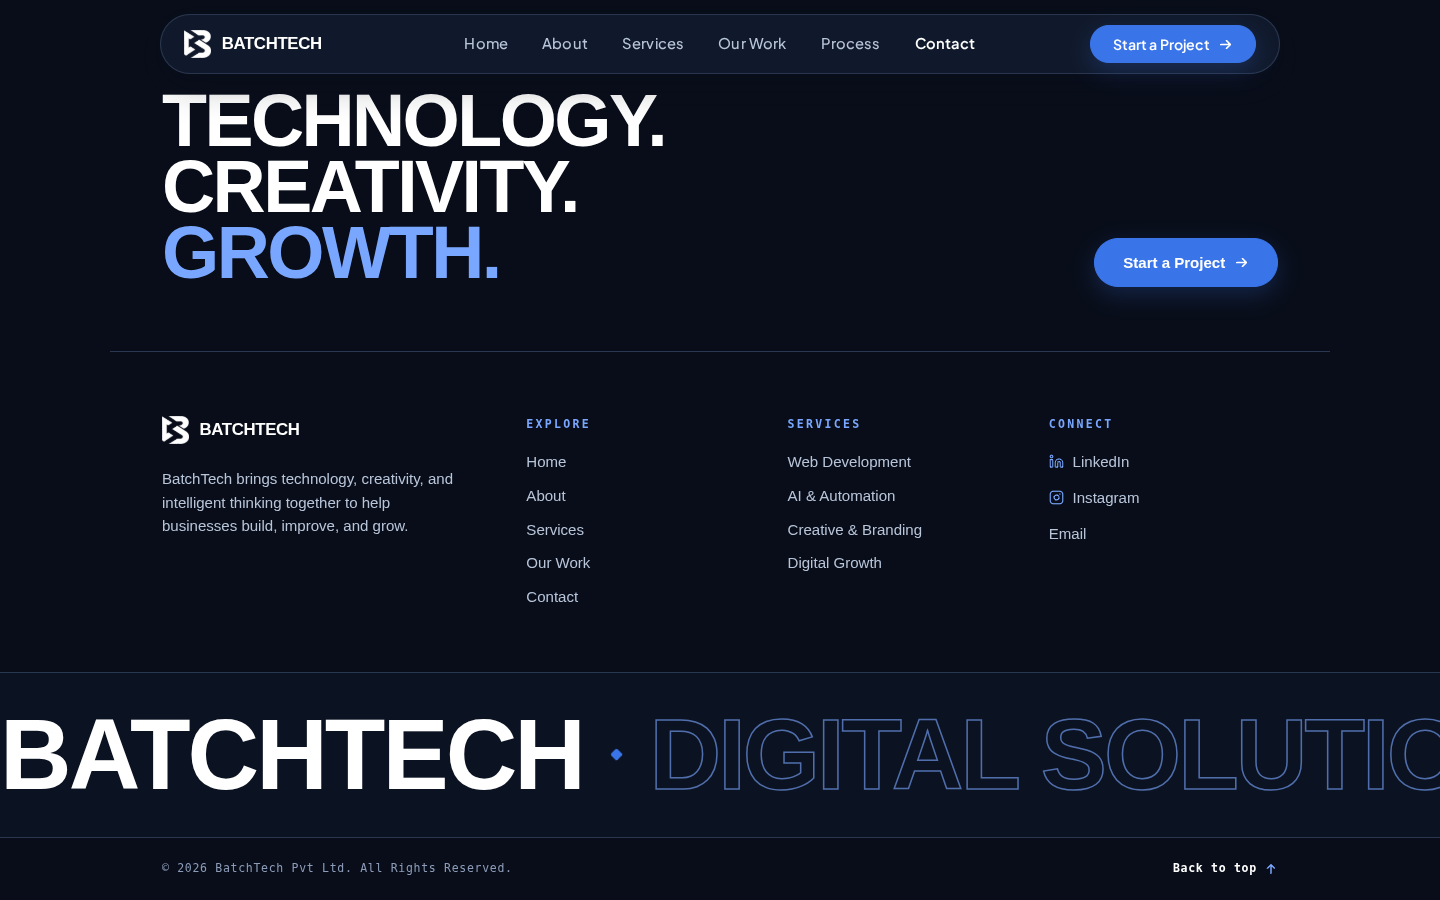 BATCHTECH
Home
About
Services
Our Work
Process
Contact
Start a Project
TECHNOLOGY.
CREATIVITY.
GROWTH.
Start a Project
BATCHTECH
BatchTech brings technology, creativity, and
intelligent thinking together to help
businesses build, improve, and grow.
EXPLORE
Home
About
Services
Our Work
Contact
SERVICES
Web Development
AI & Automation
Creative & Branding
Digital Growth
CONNECT
LinkedIn
Instagram
Email
BATCHTECH DIGITAL SOLUTIO
© 2026 BatchTech Pvt Ltd. All Rights Reserved.
Back to top